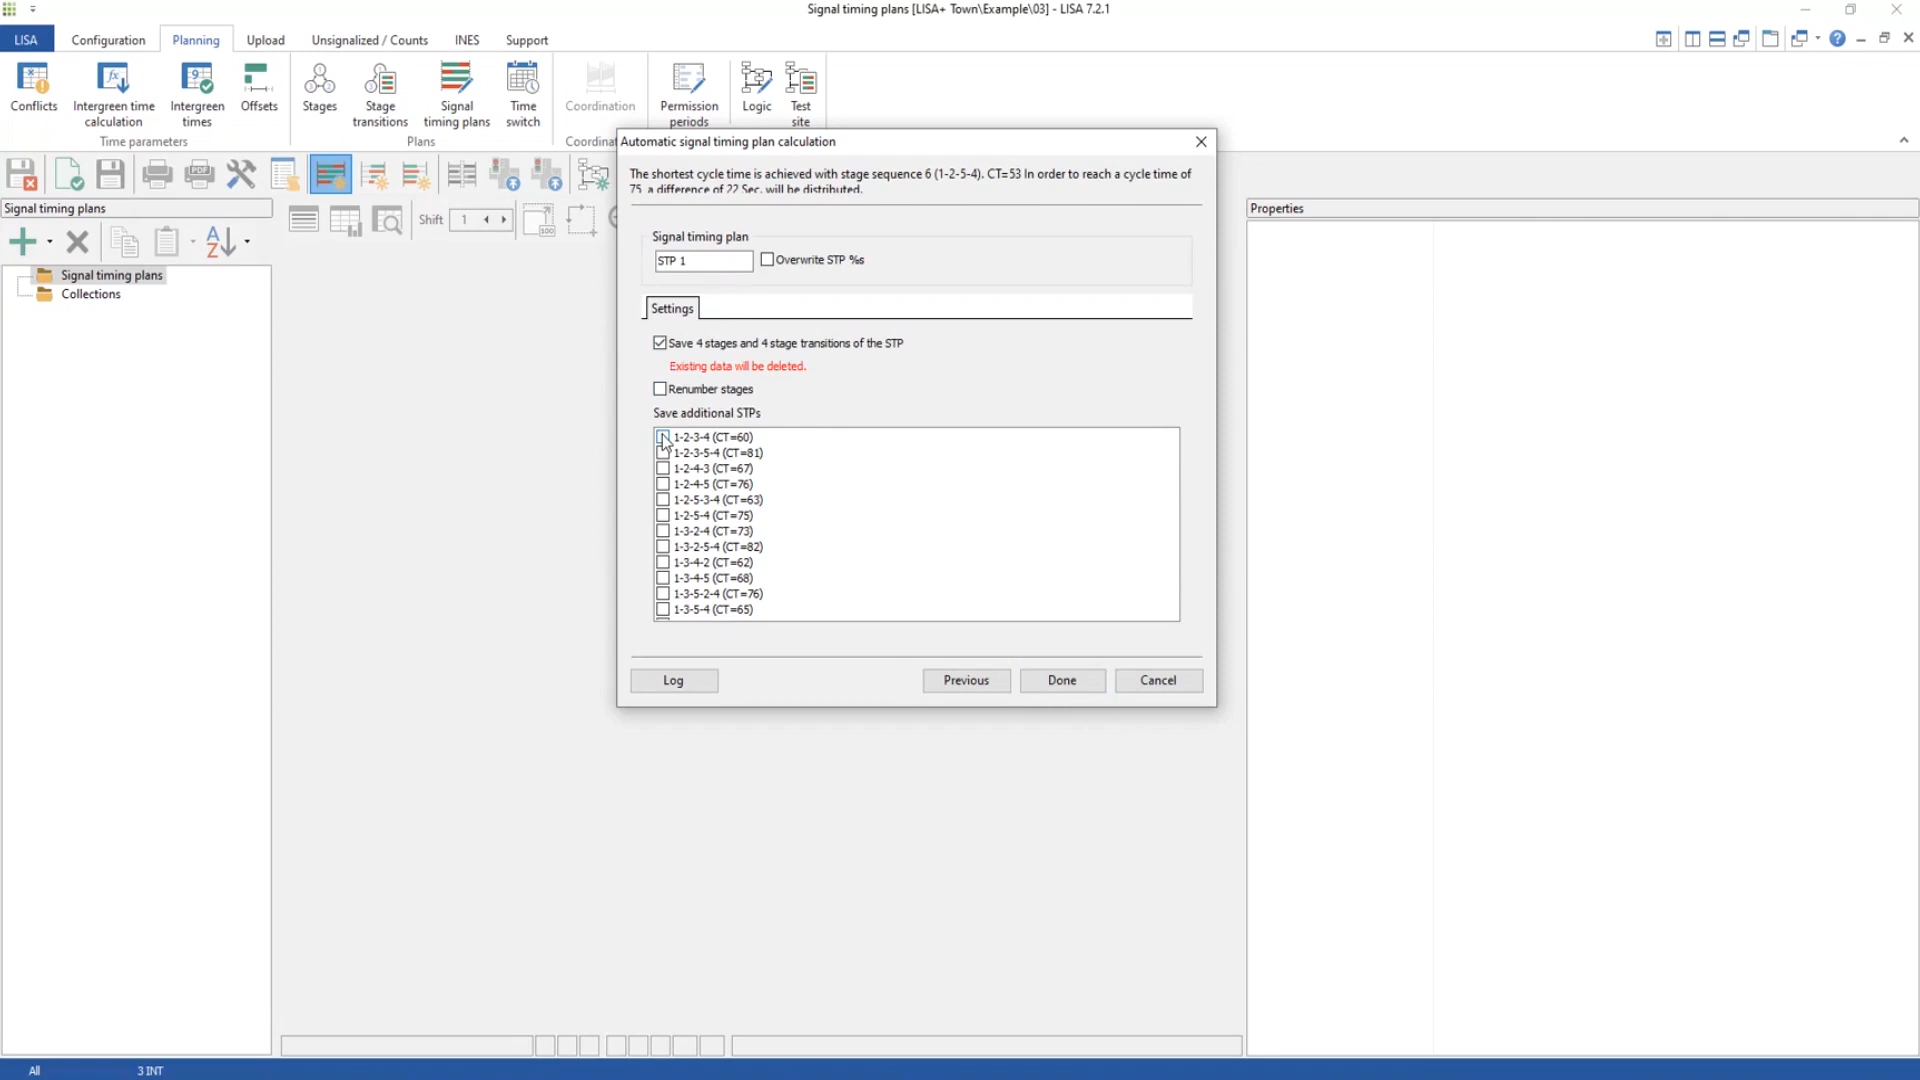 Signal timing plans [LISA+ Town\Example\03] - LISA 7.2.1
LISA
Configuration
Planning
Upload
Unsignalized / Counts
INES
Support
Conflicts
Intergreen time
calculation
Intergreen
times
Offsets
Stages
Stage
transitions
Signal
timing plans
Time
switch
Coordination
Permission
periods
Logic
Test
site
Time parameters
Plans
Coordinat
Automatic signal timing plan calculation
The shortest cycle time is achieved with stage sequence 6 (1-2-5-4). CT=53 In order to reach a cycle time of
75 a difference of 22 Sec. will be distributed.
Signal timing plans
Shift
1
Properties
Signal timing plans
Collections
Signal timing plan
STP 1
Overwrite STP %s
Settings
Save 4 stages and 4 stage transitions of the STP
Existing data will be deleted.
Renumber stages
Save additional STPs
1-2-3-4 (CT=60)
1-2-3-5-4 (CT=81)
1-2-4-3 (CT=67)
1-2-4-5 (CT=76)
1-2-5-3-4 (CT=63)
1-2-5-4 (CT=75)
1-3-2-4 (CT=73)
1-3-2-5-4 (CT=82)
1-3-4-2 (CT=62)
1-3-4-5 (CT=68)
1-3-5-2-4 (CT=76)
1-3-5-4 (CT=65)
Log
Previous
Done
Cancel
All
3 INT